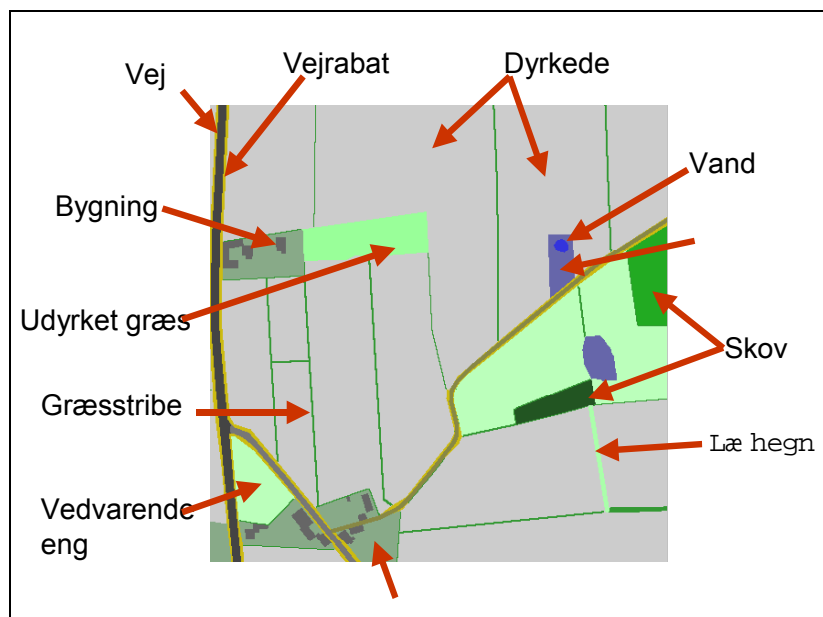 Vej
Vejrabat
Dyrkede
Vand
Bygning
Udyrket græs
Skov
Græsstribe
Læ hegn
Vedvarende
eng